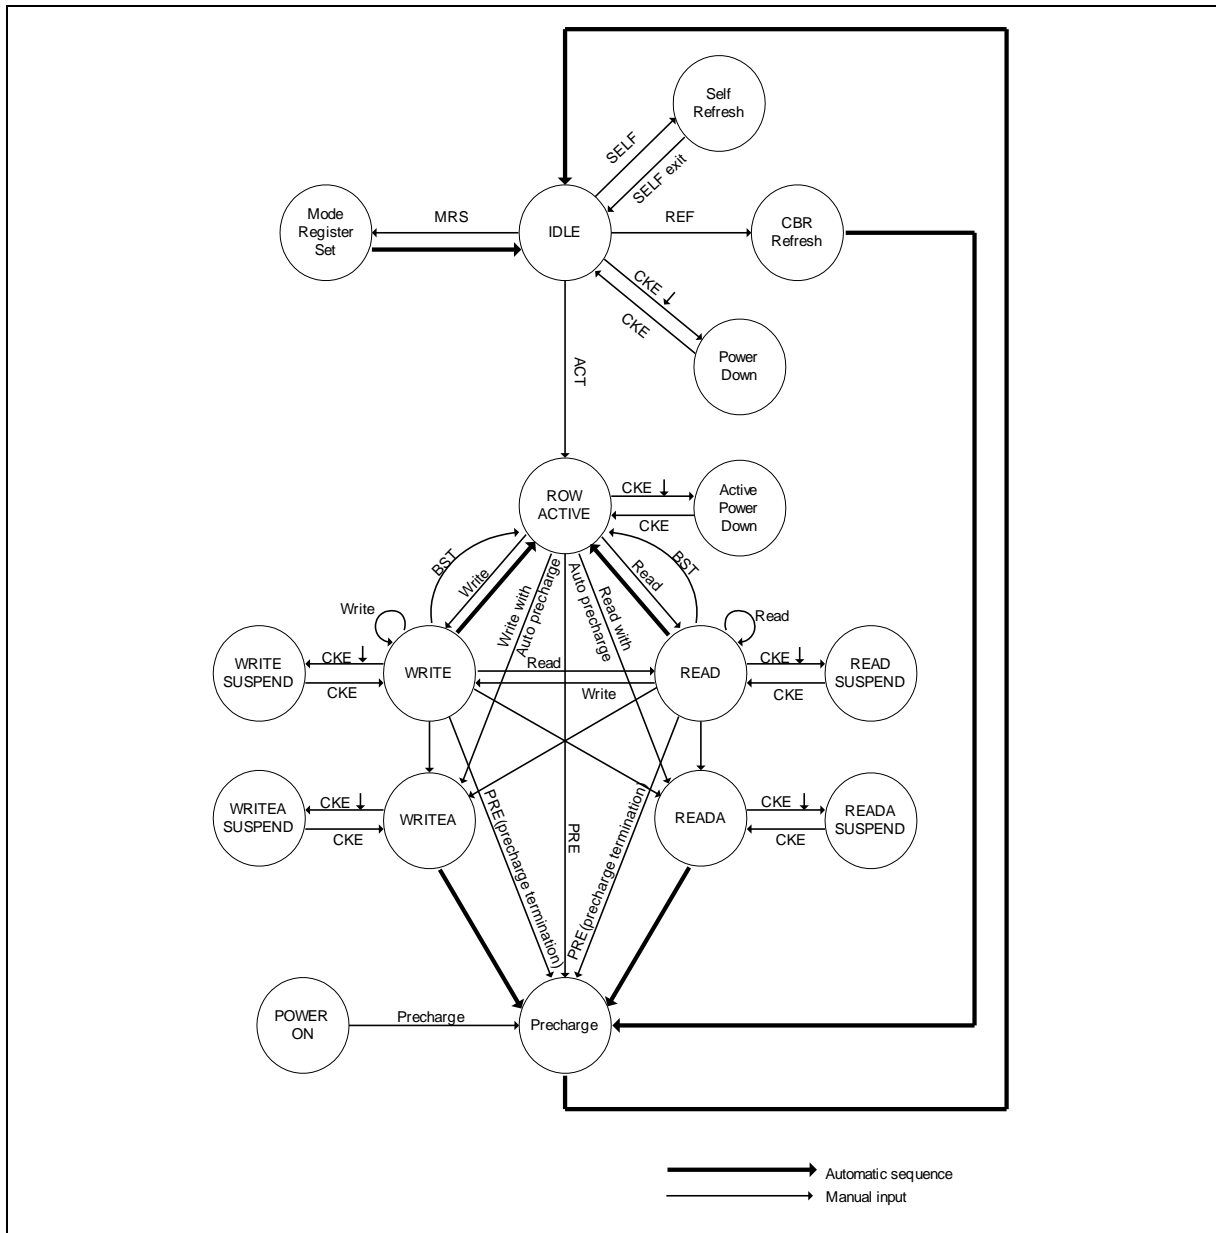 Self
Refresh
SELF
SELF exit
Mode
Register
Set
MRS
IDLE
REF
CBR
Refresh
CKE
CKE
Power
Down
ACT
ROW
ACTIVE
CKE
CKE
Active
Power
Down
BST
Write
Write with
Auto precharge
Auto precharge
Read with
Read
BST
Write
Read
WRITE
SUSPEND
CKE
CKE
WRITE
Read
Write
READ
CKE
CKE
READ
SUSPEND
WRITEA
SUSPEND
CKE
CKE
WRITEA
PRE(precharge termination)
PRE
PRE(precharge termination)
READA
CKE
CKE
READA
SUSPEND
POWER
ON
Precharge
Precharge
Automatic sequence
Manual input